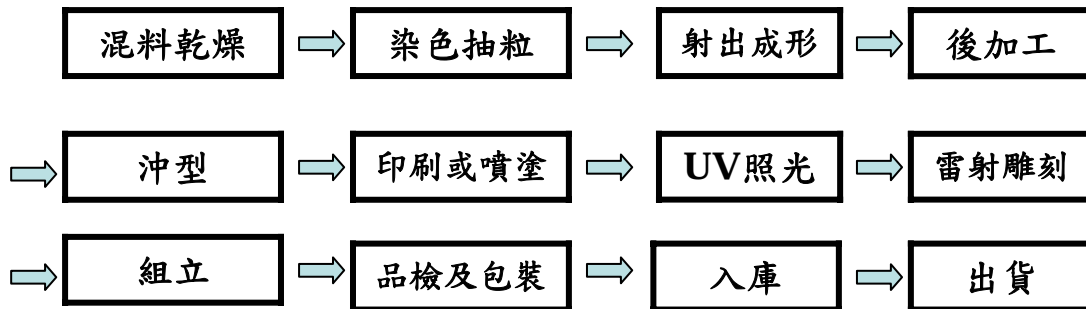 混料乾燥
染色抽粒
射出成形
後加工
沖型
印刷或噴塗
UV照光
雷射雕刻
組立
品檢及包裝
入庫
出貨